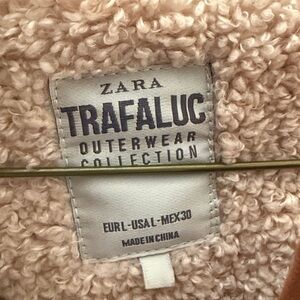 ZARA
TRAFALUC
OUTERWEAR
COLLECTION
EUR L-USA L-MEX 30
MADE IN CHINA